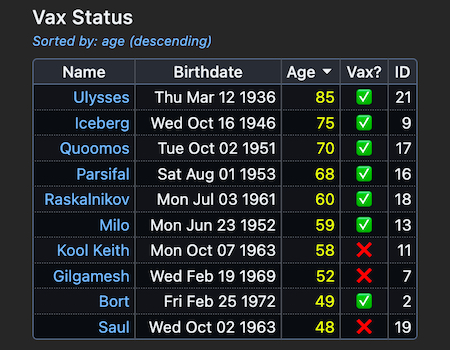 Vax Status
Sorted by: age (descending)
Name Birthdate Age ▼ Vax? ID
Ulysses Thu Mar 12 1936 85 ✅ 21
Iceberg Wed Oct 16 1946 75 ✅ 9
Quoomos Tue Oct 02 1951 70 ✅ 17
Parsifal Sat Aug 01 1953 68 ✅ 16
Raskalnikov Mon Jul 03 1961 60 ✅ 18
Milo Mon Jun 23 1952 59 ✅ 13
Kool Keith Mon Oct 07 1963 58 ❌ 11
Gilgamesh Wed Feb 19 1969 52 ❌ 7
Bort Fri Feb 25 1972 49 ✅ 2
Saul Wed Oct 02 1963 48 ❌ 19